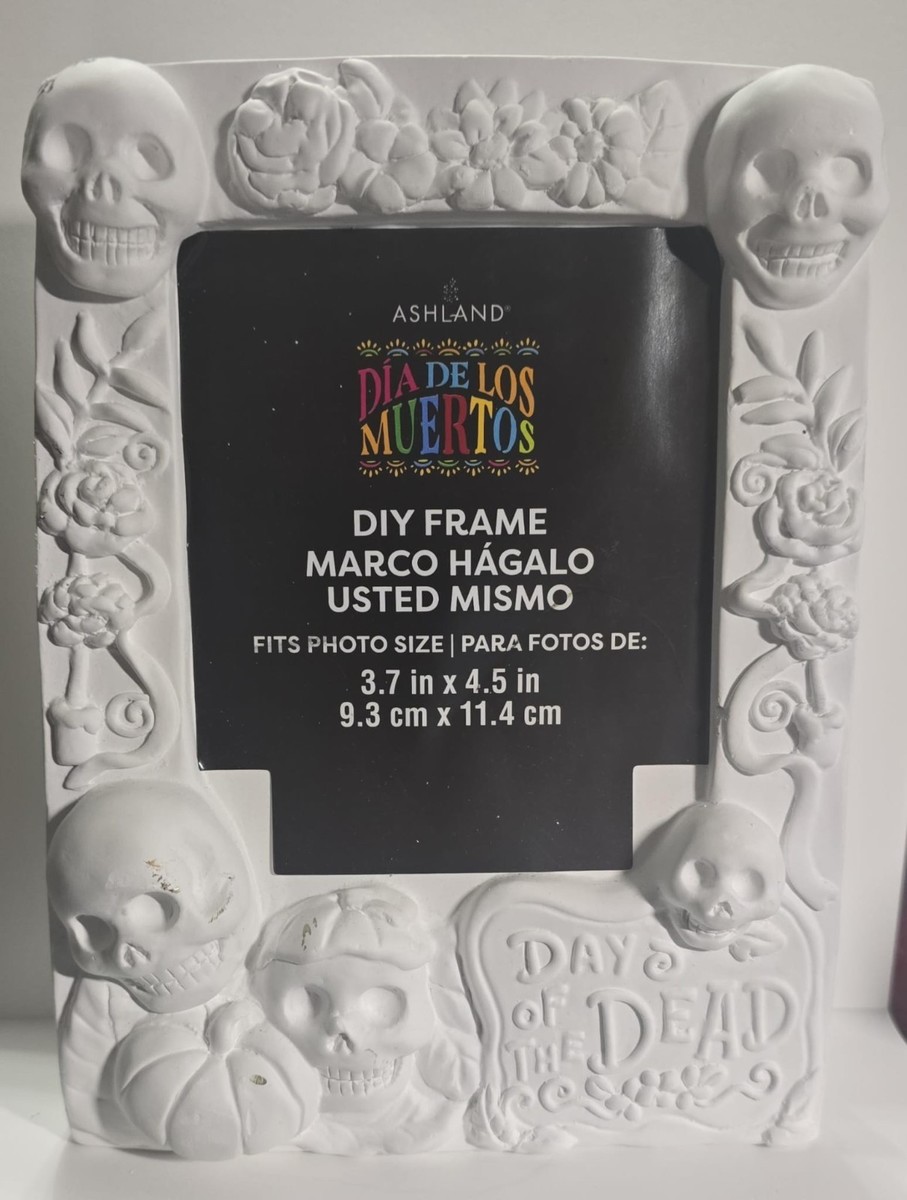 ASHLAND®
DÍA DE LOS
MUERTOS
DIY FRAME
MARCO HÁGALO
USTED MISMO
FITS PHOTO SIZE | PARA FOTOS DE:
3.7 in x 4.5 in
9.3 cm x 11.4 cm
DAY
OF
THE DEAD